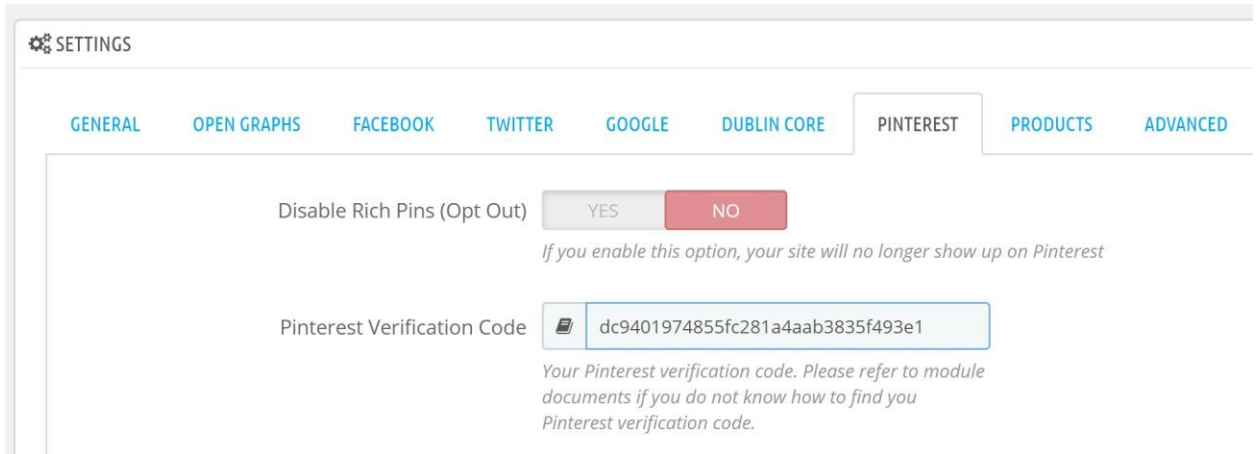 SETTINGS
GENERAL OPEN GRAPHS FACEBOOK TWITTER GOOGLE DUBLIN CORE PINTEREST PRODUCTS ADVANCED
Disable Rich Pins (Opt Out) YES NO
If you enable this option, your site will no longer show up on Pinterest
Pinterest Verification Code dc9401974855fc281a4aab3835f493e1
Your Pinterest verification code. Please refer to module
documents if you do not know how to find you
Pinterest verification code.